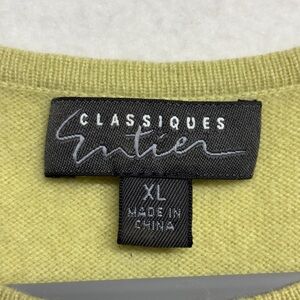 CLASSIQUES
Entier
XL
MADE IN
CHINA